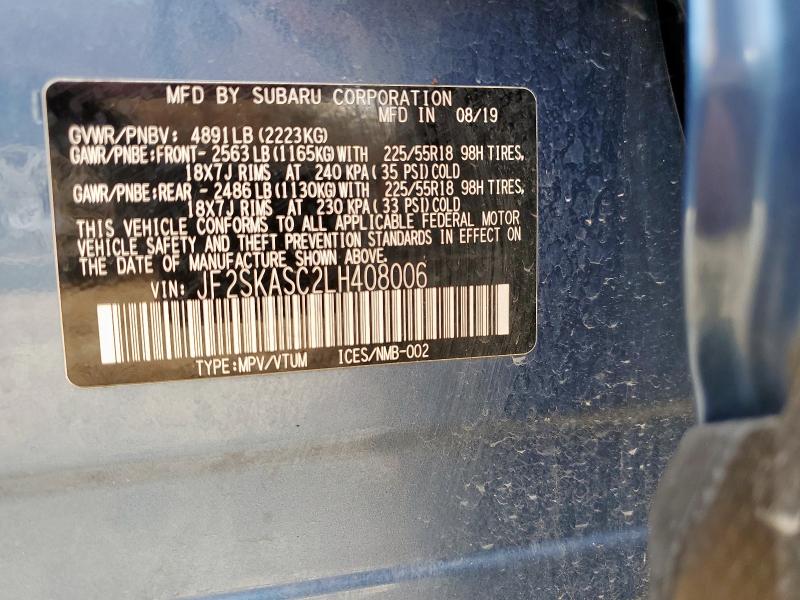 MFD BY SUBARU CORPORATION
MFD IN 08/19
GVWR/PNBV: 4891LB (2223KG)
GAWR/PNBE:FRONT- 2563LB (1165KG) WITH 225/55R18 98H TIRES,
18X7J RIMS AT 240 KPA ( 35 PSI) COLD
GAWR/PNBE:REAR - 2486LB (1130KG) WITH 225/55R18 98H TIRES,
18X7J RIMS AT 230 KPA (33 PSI) COLD
THIS VEHICLE CONFORMS TO ALL APPLICABLE FEDERAL MOTOR
VEHICLE SAFETY AND THEFT PREVENTION STANDARDS IN EFFECT ON
THE DATE OF MANUFACTURE SHOWN ABOVE.
VIN: JF2SKASC2LH408006
TYPE:MPV/VTUM ICES/NMB-002